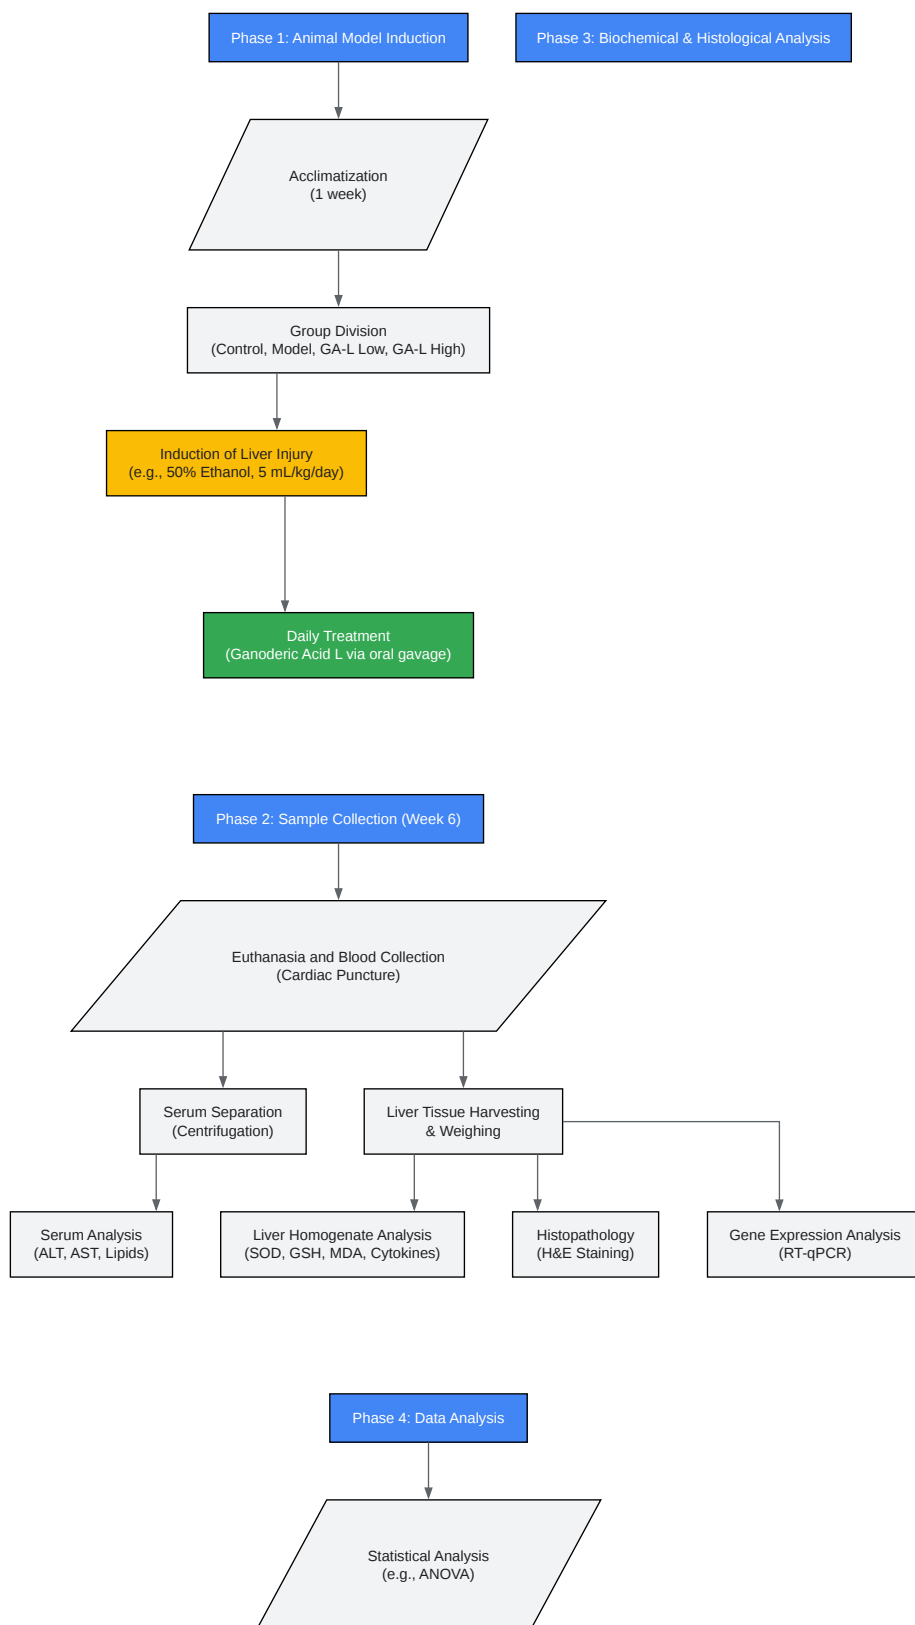 Phase 1: Animal Model Induction
Phase 3: Biochemical & Histological Analysis
Acclimatization
(1 week)
Group Division
(Control, Model, GA-L Low, GA-L High)
Induction of Liver Injury
(e.g., 50% Ethanol, 5 mL/kg/day)
Daily Treatment
(Ganoderic Acid L via oral gavage)
Phase 2: Sample Collection (Week 6)
Euthanasia and Blood Collection
(Cardiac Puncture)
Serum Separation
(Centrifugation)
Liver Tissue Harvesting
& Weighing
Serum Analysis
(ALT, AST, Lipids)
Liver Homogenate Analysis
(SOD, GSH, MDA, Cytokines)
Histopathology
(H&E Staining)
Gene Expression Analysis
(RT-qPCR)
Phase 4: Data Analysis
Statistical Analysis
(e.g., ANOVA)